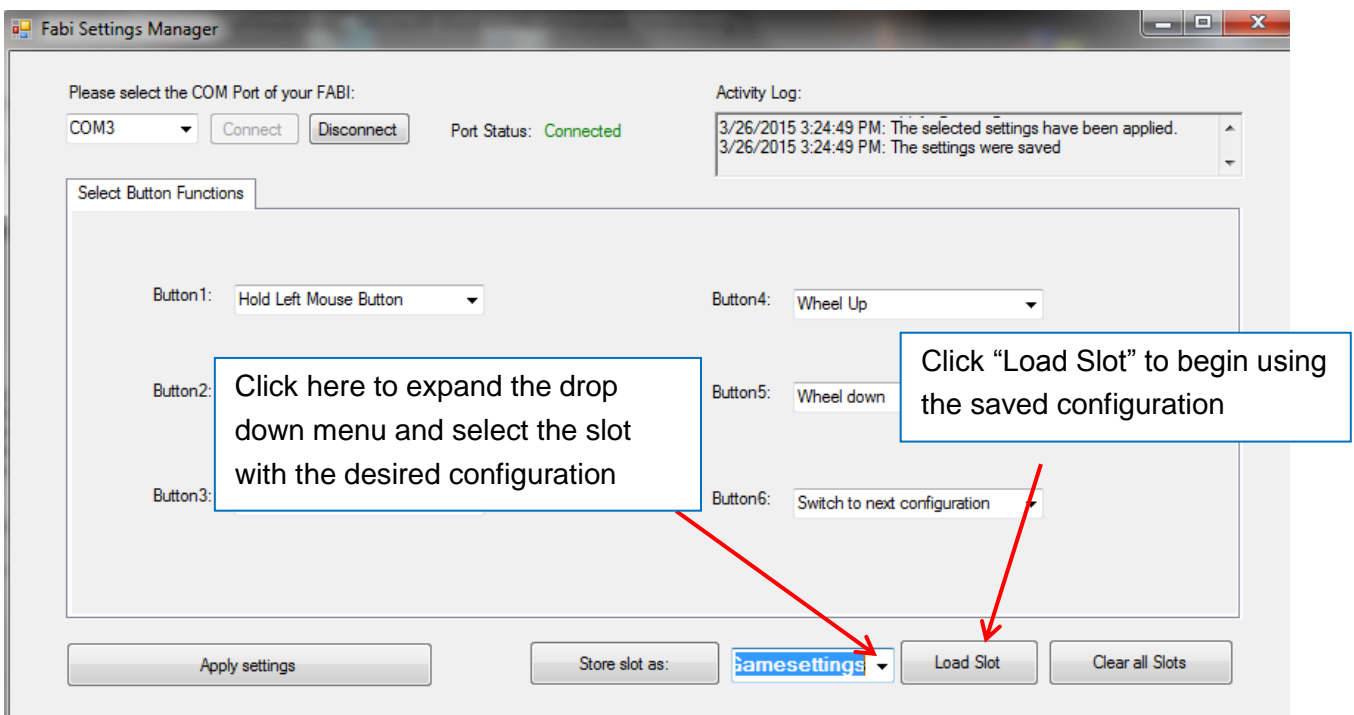 Fabi Settings Manager
Please select the COM Port of your FABI:
Activity Log:
COM3
Connect
Disconnect
Port Status: Connected
3/26/2015 3:24:49 PM: The selected settings have been applied.
3/26/2015 3:24:49 PM: The settings were saved
Select Button Functions
Button1:
Hold Left Mouse Button
Button4:
Wheel Up
Button2:
Click here to expand the drop
down menu and select the slot
with the desired configuration
Button5:
Wheel down
Click “Load Slot” to begin using
the saved configuration
Button3:
Button6:
Switch to next configuration
Apply settings
Store slot as:
Gamesettings
Load Slot
Clear all Slots